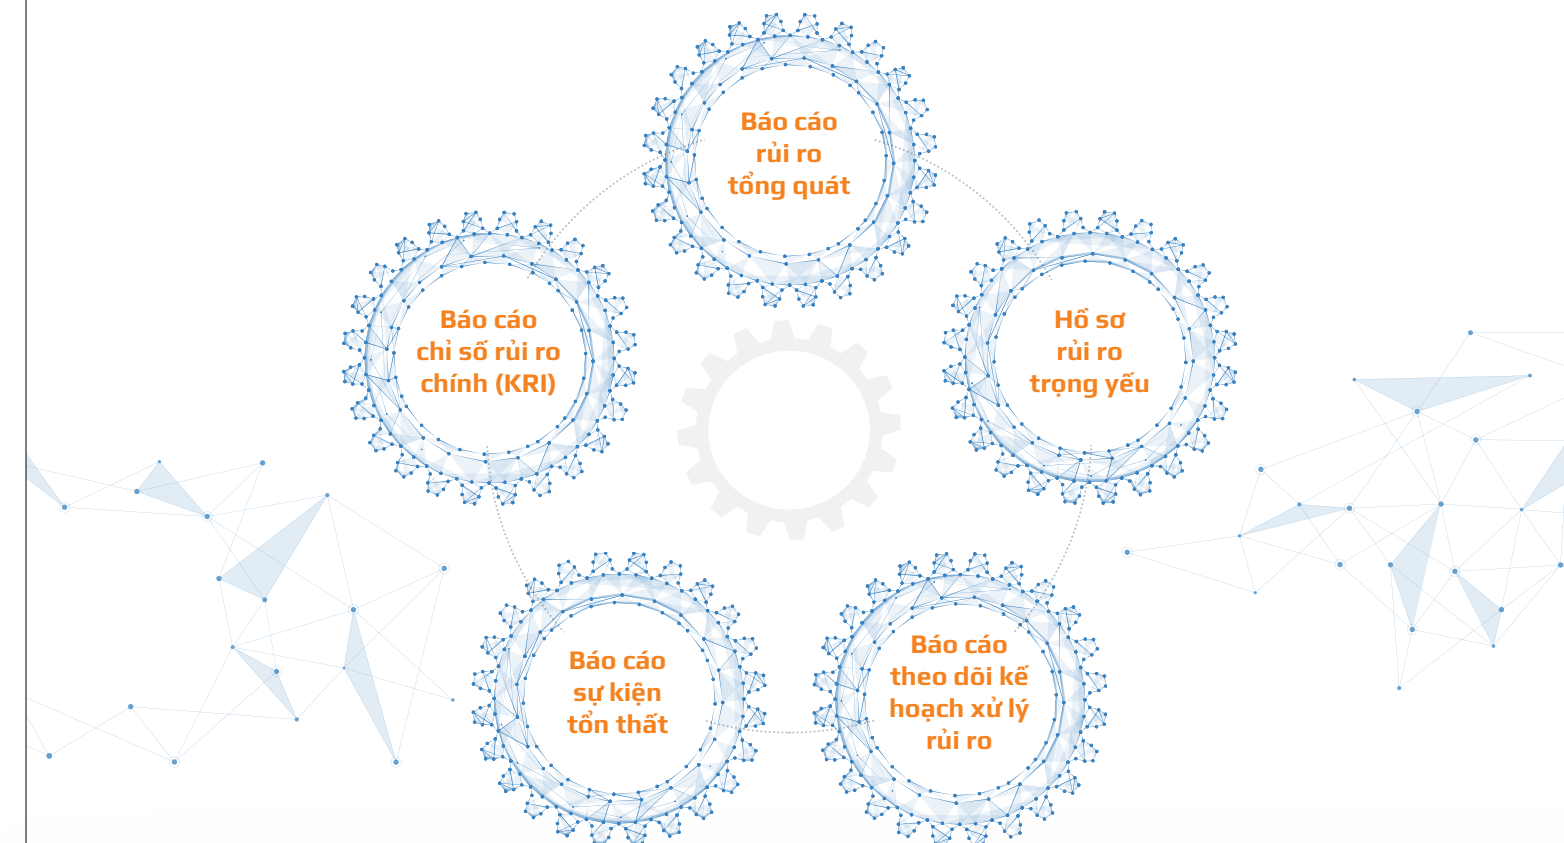 Báo cáo
rủi ro
tổng quát
Báo cáo
chỉ số rủi ro
chính (KRI)
Hồ sơ
rủi ro
trọng yếu
Báo cáo
sự kiện
tổn thất
Báo cáo
theo dõi kế
hoạch xử lý
rủi ro